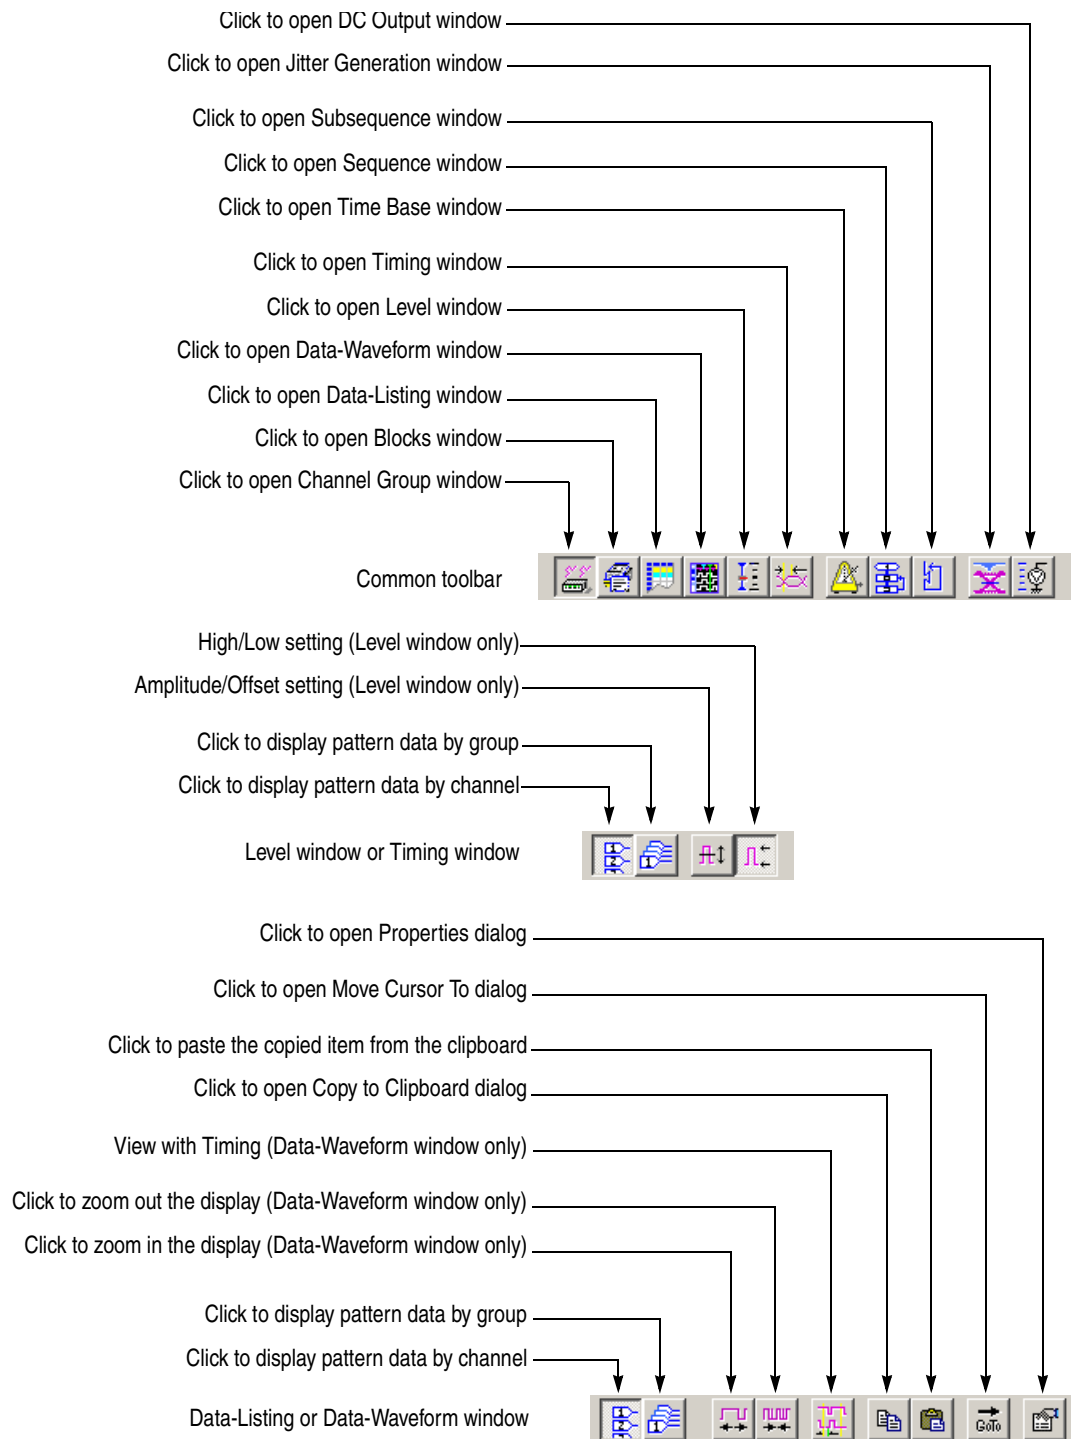 Click to open DC Output window
Click to open Jitter Generation window
Click to open Subsequence window
Click to open Sequence window
Click to open Time Base window
Click to open Timing window
Click to open Level window
Click to open Data-Waveform window
Click to open Data-Listing window
Click to open Blocks window
Click to open Channel Group window
Common toolbar
High/Low setting (Level window only)
Amplitude/Offset setting (Level window only)
Click to display pattern data by group
Click to display pattern data by channel
Level window or Timing window
1
2
1
Click to open Properties dialog
Click to open Move Cursor To dialog
Click to paste the copied item from the clipboard
Click to open Copy to Clipboard dialog
View with Timing (Data-Waveform window only)
Click to zoom out the display (Data-Waveform window only)
Click to zoom in the display (Data-Waveform window only)
Click to display pattern data by group
Click to display pattern data by channel
Data-Listing or Data-Waveform window
1
2
1
GoTo